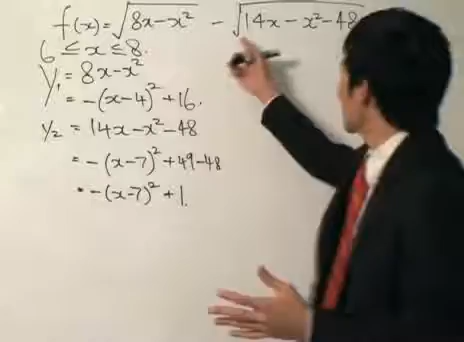 f(x) = √(8x-x²) - √(14x-x²-48)
6 ≤ x ≤ 8.
y₁ = 8x-x²
= -(x-4)² + 16.
y₂ = 14x-x²-48
= -(x-7)² + 49-48
= -(x-7)² + 1.